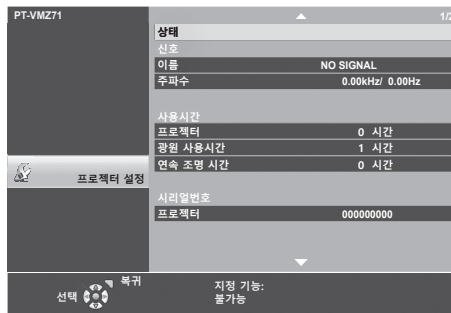 PT-VMZ71
1/2
상태
신호
이름 NO SIGNAL
주파수 0.00kHz/ 0.00Hz
사용시간
프로젝터 0 시간
광원 사용시간 1 시간
연속 조명 시간 0 시간
프로젝터 설정
시리얼번호
프로젝터 000000000
선택 복귀
지정 기능:
불가능